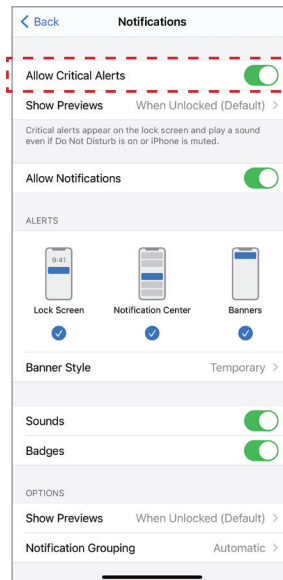 Back Notifications
Allow Critical Alerts
Show Previews When Unlocked (Default)
Critical alerts appear on the lock screen and play a sound
even if Do Not Disturb is on or iPhone is muted.
Allow Notifications
ALERTS
9:41
Lock Screen Notification Center Banners
Banner Style Temporary
Sounds
Badges
OPTIONS
Show Previews When Unlocked (Default)
Notification Grouping Automatic